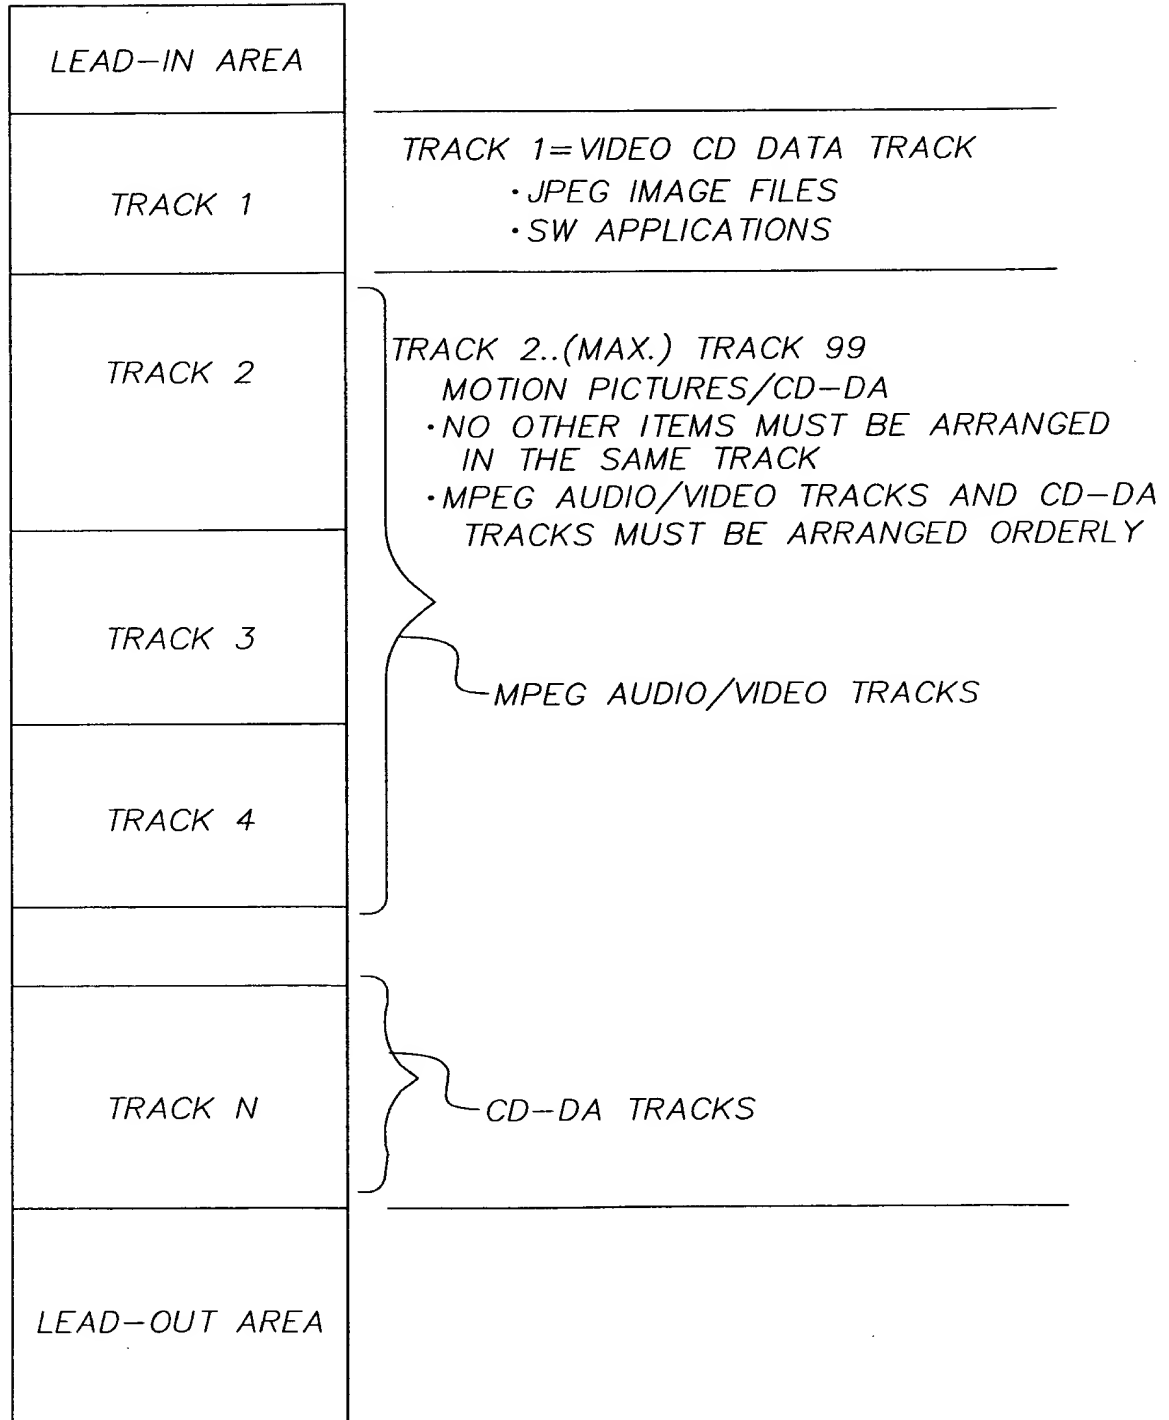 LEAD-IN AREA
TRACK 1
TRACK 1=VIDEO CD DATA TRACK
·JPEG IMAGE FILES
·SW APPLICATIONS
TRACK 2
TRACK 2..(MAX.) TRACK 99
MOTION PICTURES/CD-DA
·NO OTHER ITEMS MUST BE ARRANGED
IN THE SAME TRACK
·MPEG AUDIO/VIDEO TRACKS AND CD-DA
TRACKS MUST BE ARRANGED ORDERLY
TRACK 3
MPEG AUDIO/VIDEO TRACKS
TRACK 4
TRACK N
CD-DA TRACKS
LEAD-OUT AREA